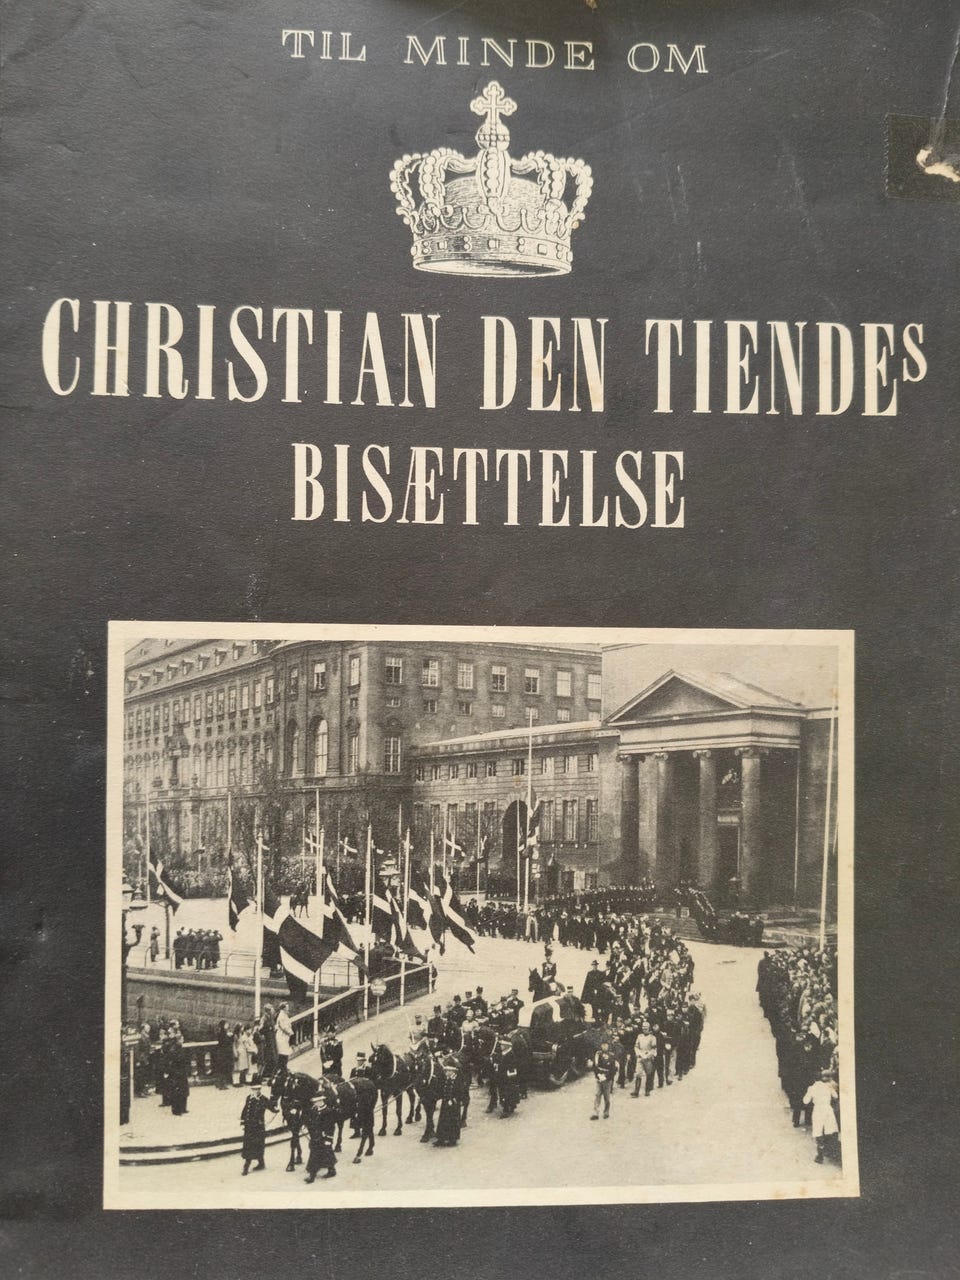 TIL MINDE OM
CHRISTIAN DEN TIENDES
BISÆTTELSE